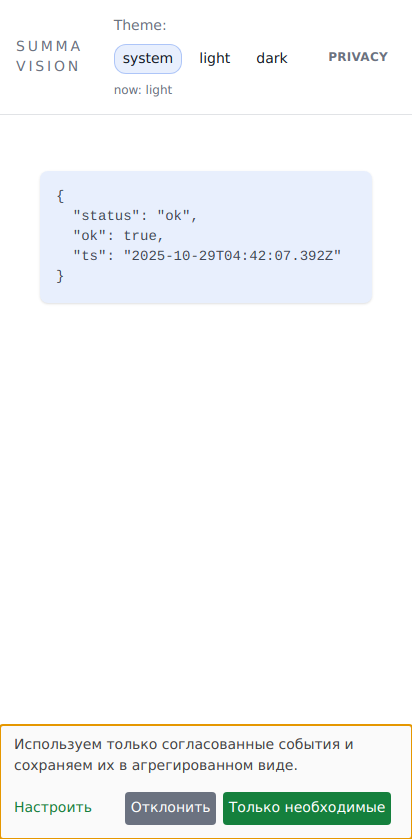 SUMMA
VISION
Theme:
system light dark
now: light
PRIVACY
{
  "status": "ok",
  "ok": true,
  "ts": "2025-10-29T04:42:07.392Z"
}
Используем только согласованные события и
сохраняем их в агрегированном виде.
Настроить Отклонить Только необходимые